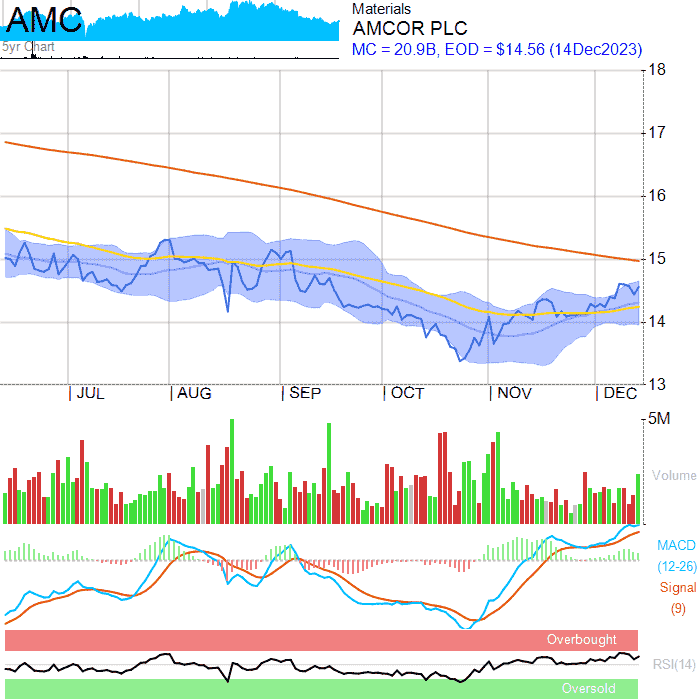 AMC
5yr Chart
Materials
AMCOR PLC
MC = 20.9B, EOD = $14.56 (14Dec2023)
18
17
16
15
14
13
JUL
AUG
SEP
OCT
NOV
DEC
5M
Volume
MACD
(12-26)
Signal
(9)
Overbought
RSI(14)
Oversold